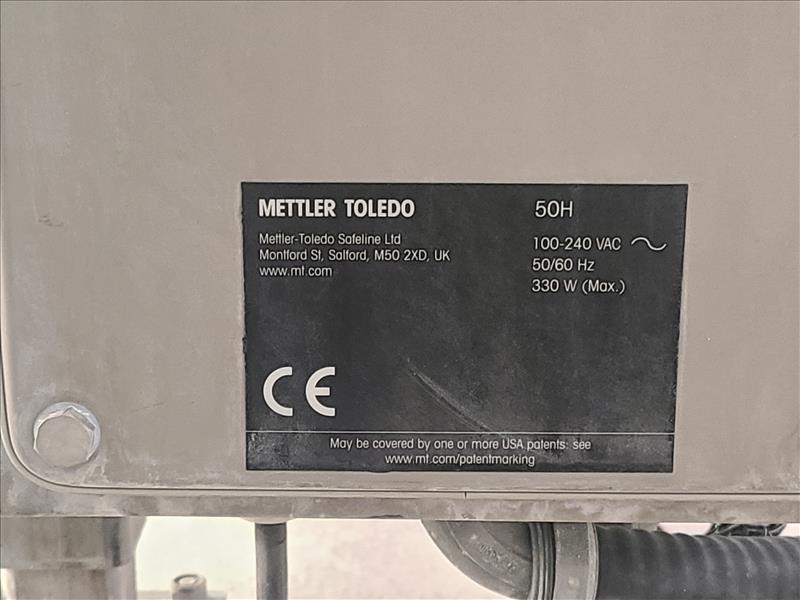 METTLER TOLEDO
Mettler-Toledo Safeline Ltd
Montford St, Salford, M50 2XD, UK
www.mt.com
50H
100-240 VAC
50/60 Hz
330 W (Max.)
CE
May be covered by one or more USA patents: see
www.mt.com/patentmarking